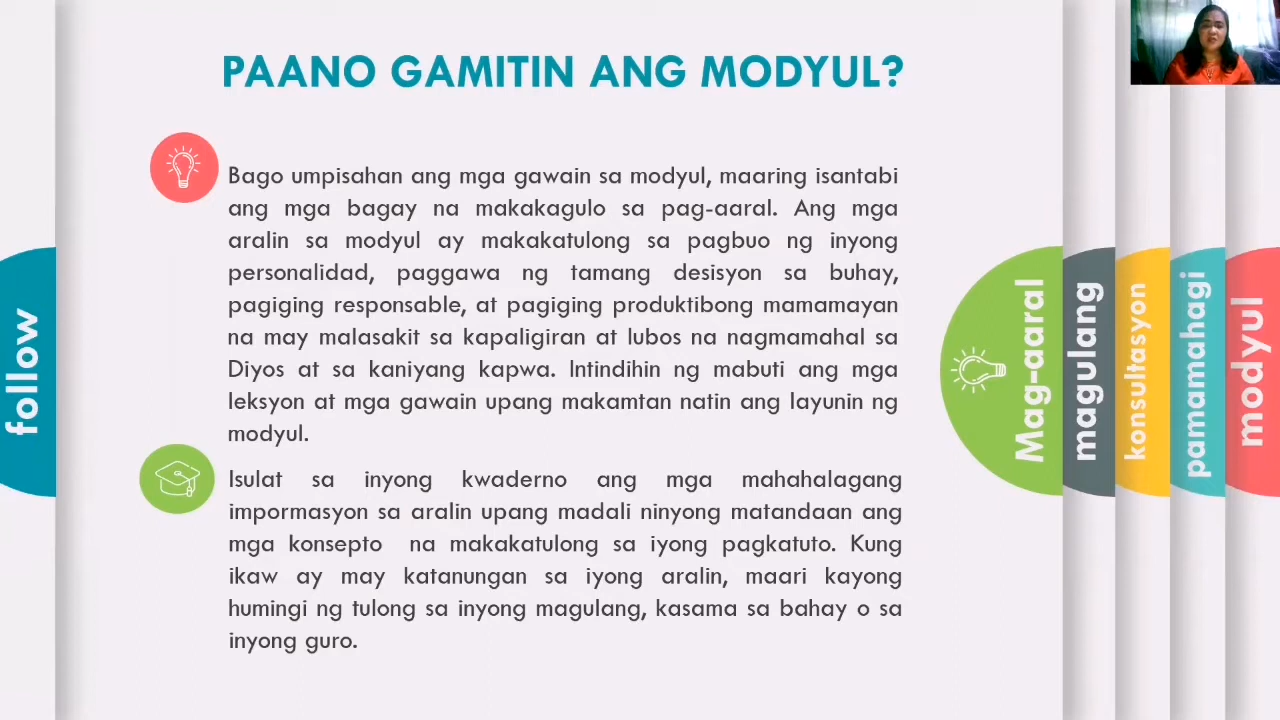 PAANO GAMITIN ANG MODYUL?
Bago umpisahan ang mga gawain sa modyul, maaring isantabi
ang mga bagay na makakagulo sa pag-aaral. Ang mga
aralin sa modyul ay makakatulong sa pagbuo ng inyong
personalidad, paggawa ng tamang desisyon sa buhay,
pagiging responsable, at pagiging produktibong mamamayan
na may malasakit sa kapaligiran at lubos na nagmamahal sa
Diyos at sa kaniyang kapwa. Intindihin ng mabuti ang mga
leksyon at mga gawain upang makamtan natin ang layunin ng
modyul.
Isulat sa inyong kwaderno ang mga mahahalagang
impormasyon sa aralin upang madali ninyong matandaan ang
mga konsepto na makakatulong sa iyong pagkatuto. Kung
ikaw ay may katanungan sa iyong aralin, maari kayong
humingi ng tulong sa inyong magulang, kasama sa bahay o sa
inyong guro.
follow
Mag-aaral
magulang
konsultasyon
pamamahagi
modyul